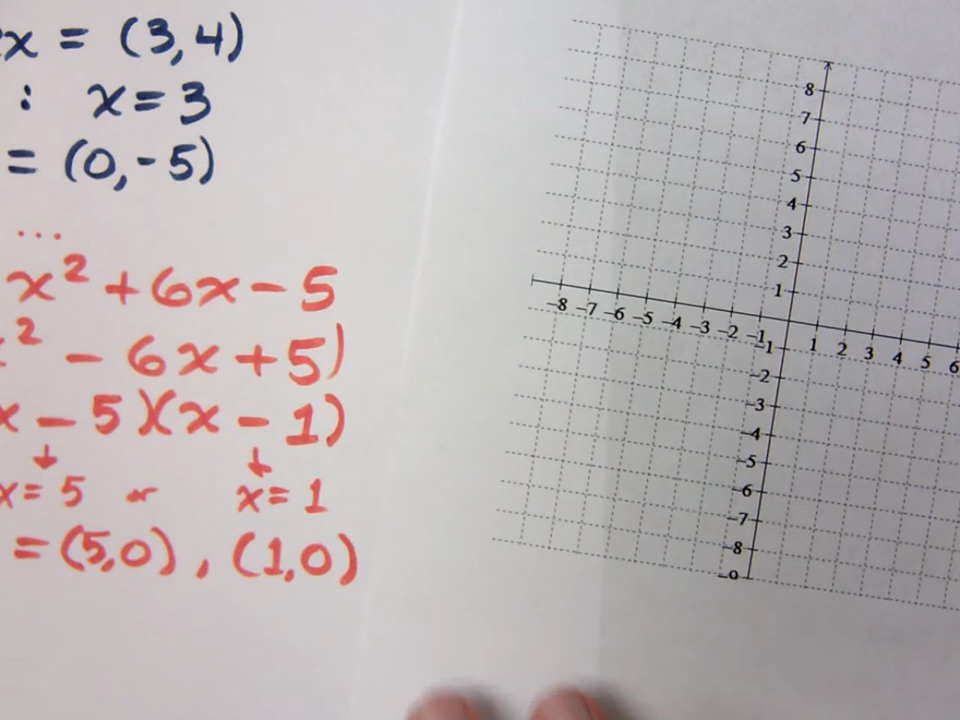 x = (3,4)
: x = 3
= (0,-5)
...
x² + 6x - 5
² - 6x + 5)
x - 5)(x - 1)
x = 5 or x = 1
= (5,0), (1,0)
8
7
6
5
4
3
2
1
-8 -7 -6 -5 -4 -3 -2 -1 1 2 3 4 5 6
-1
-2
-3
-4
-5
-6
-7
-8
-9